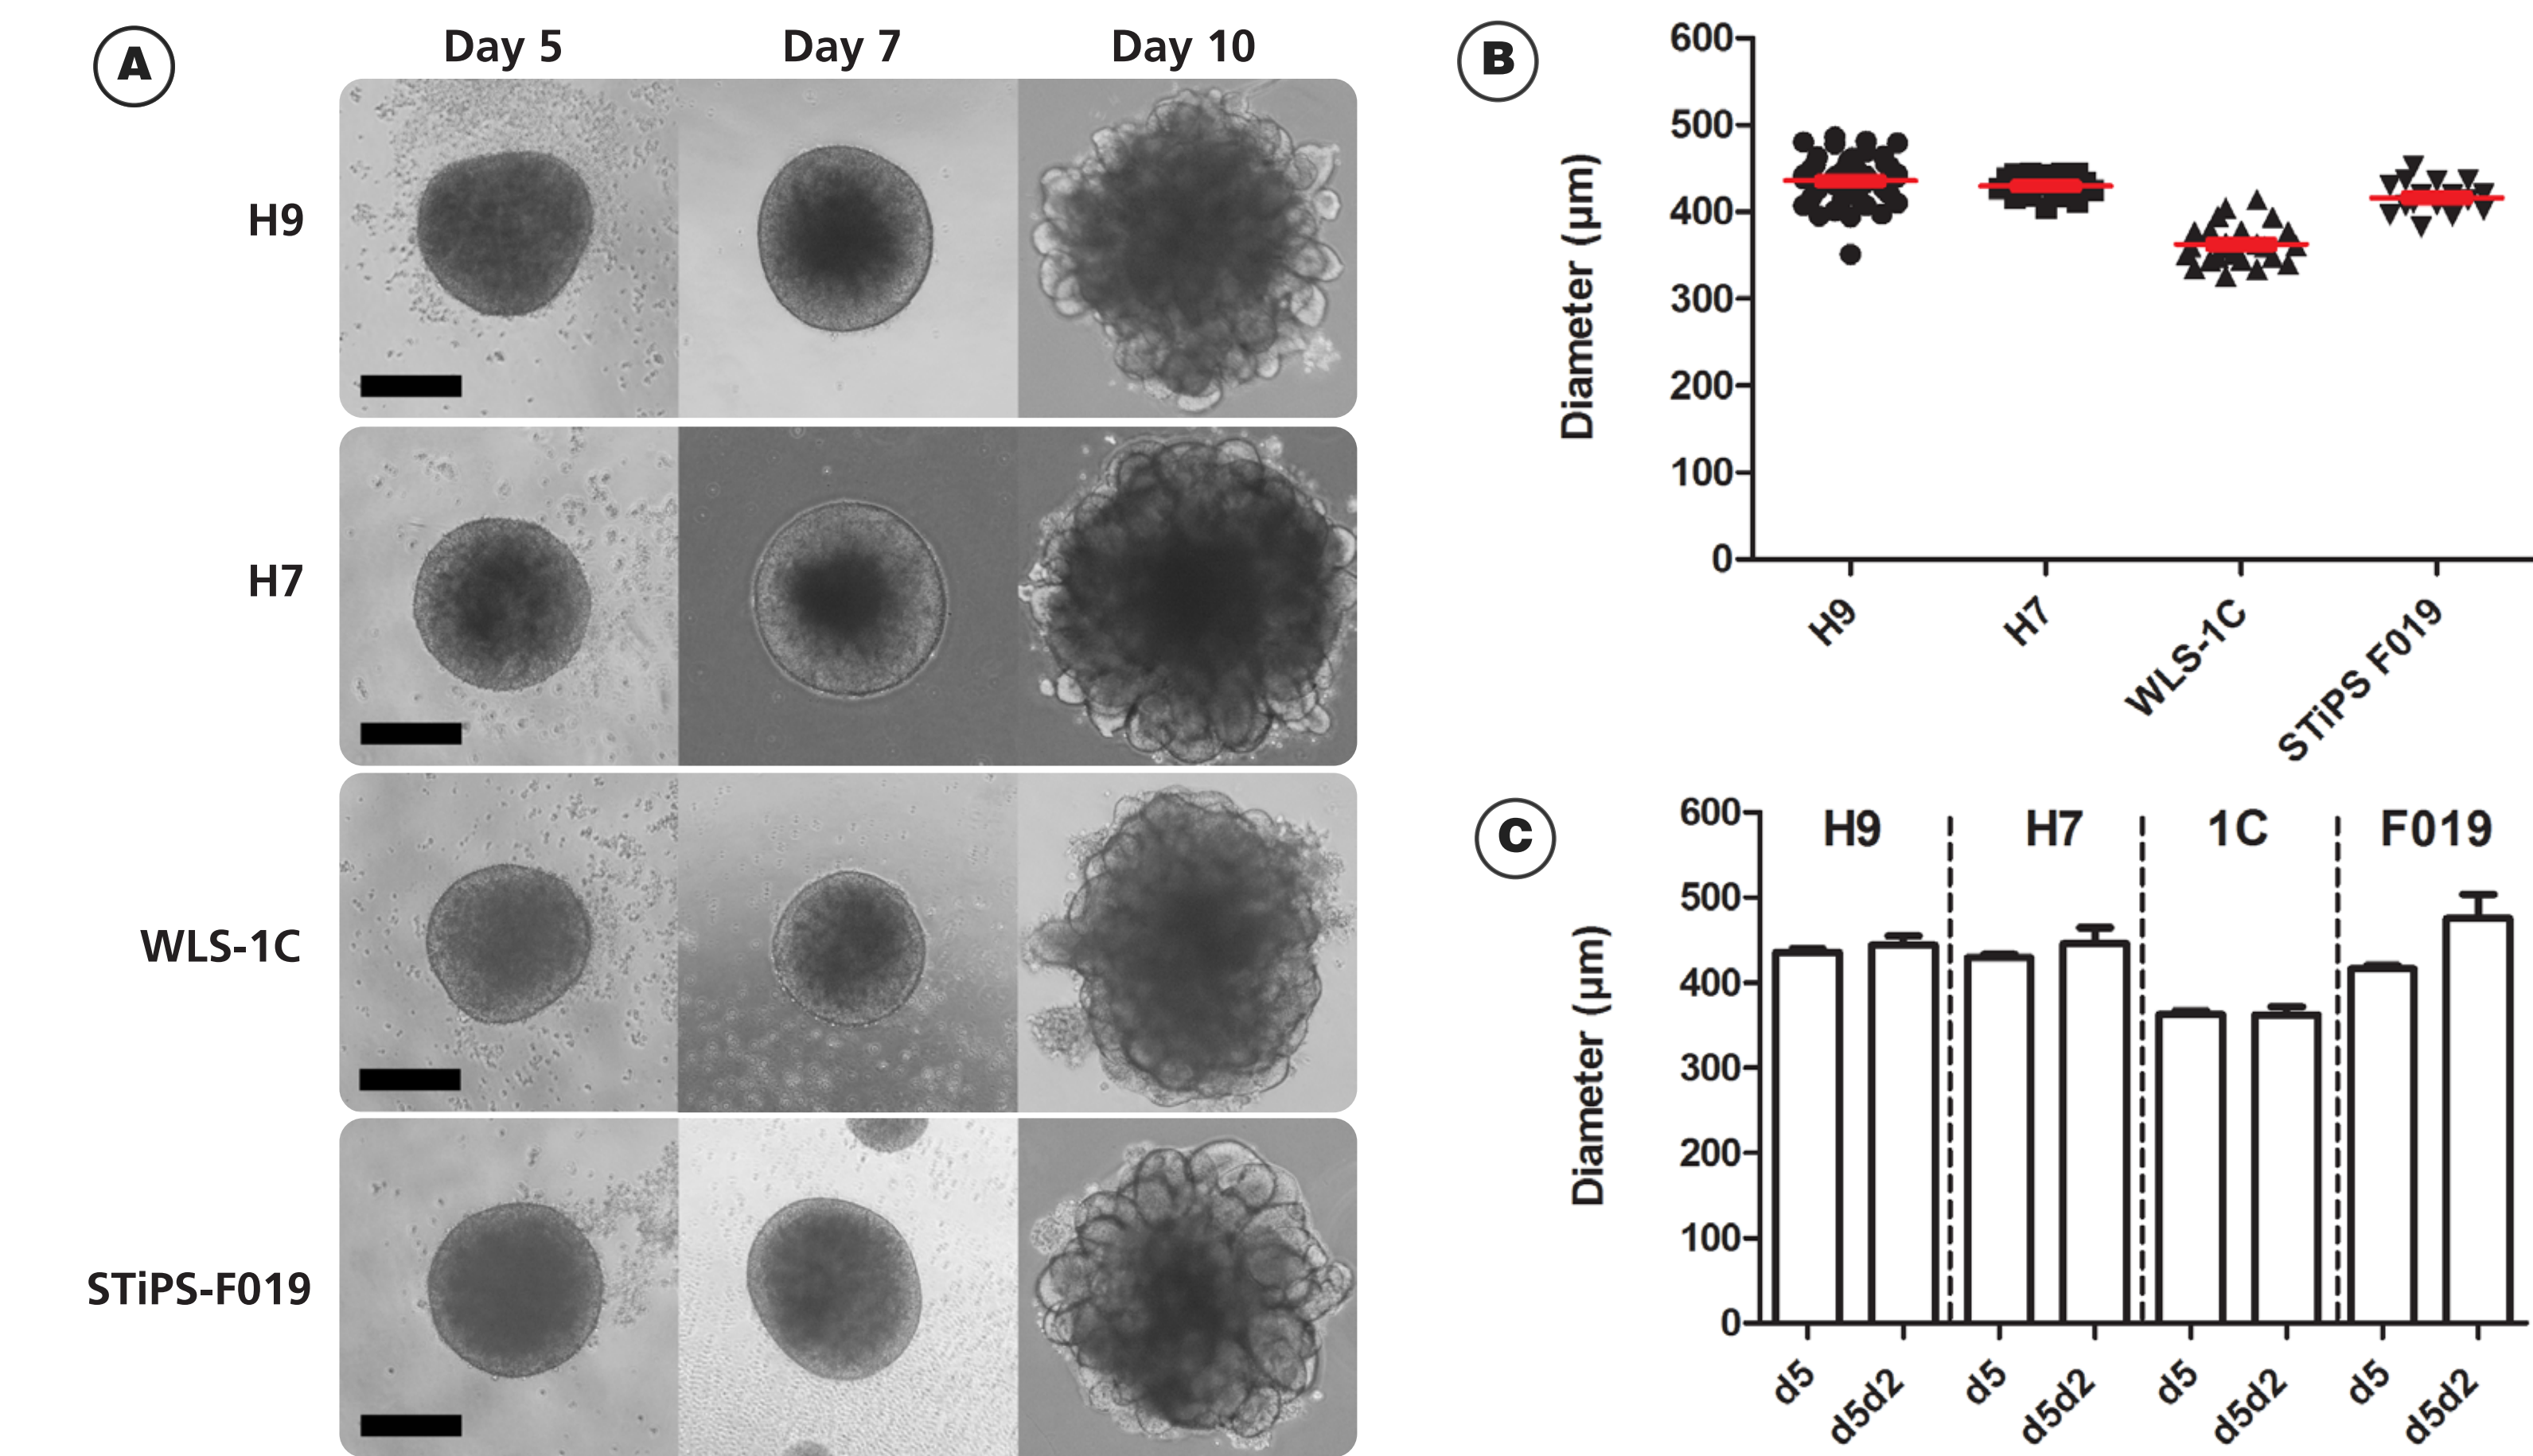 A
Day 5 Day 7 Day 10
H9
H7
WLS-1C
STiPS-F019
B
Diameter (µm)
600
500
400
300
200
100
0
H9 H7 WLS-1C STiPS F019
C
Diameter (µm)
600
500
400
300
200
100
0
H9 H7 1C F019
d5 d5d2 d5 d5d2 d5 d5d2 d5 d5d2